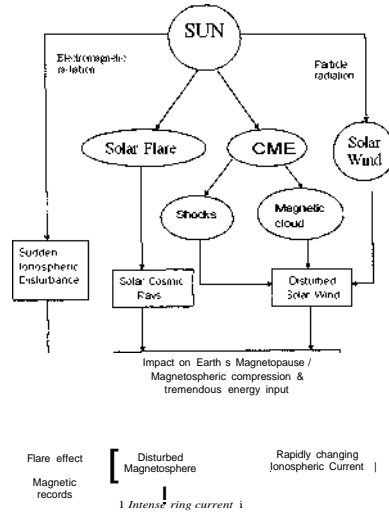 SUN
Electromagnetic
radiation
Particle
radiation
Solar Flare
CME
Solar
Wind
Shocks
Magnetic
cloud
Sudden
Ionospheric
Disturbance
Solar Cosmic
Rays
Disturbed
Solar Wind
Impact on Earth s Magnetopause /
Magnetospheric compression &
tremendous energy input
Flare effect
Disturbed
Magnetosphere
Rapidly changing
Ionospheric Current
Magnetic
records
Intense ring current